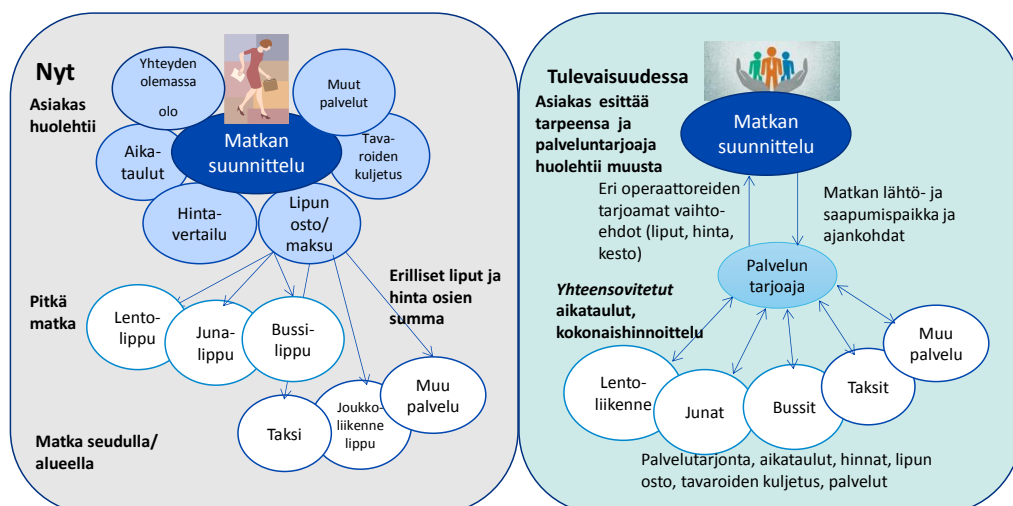 Nyt
Asiakas
huolehtii
Yhteyden
olemassa
olo
Muut
palvelut
Aika-
taulut
Matkan
suunnittelu
Tava-
roiden
kuljetus
Hinta-
vertailu
Lipun
osto/
maksu
Erilliset liput ja
hinta osien
summa
Pitkä
matka
Lento-
lippu
Juna-
lippu
Bussi-
lippu
Matka seudulla/
alueella
Taksi
Joukko-
liikenne
lippu
Muu
palvelu
Tulevaisuudessa
Asiakas esittää
tarpeensa ja
palveluntarjoaja
huolehtii muusta
Matkan
suunnittelu
Eri operaattoreiden
tarjoamat vaihto-
ehdot (liput, hinta,
kesto)
Matkan lähtö- ja
saapumispaikka ja
ajankohdat
Palvelun
tarjoaja
Yhteensovitetut
aikataulut,
kokonaishinnoittelu
Lento-
liikenne
Junat
Bussit
Taksit
Muu
palvelu
Palvelutarjonta, aikataulut, hinnat, lipun
osto, tavaroiden kuljetus, palvelut